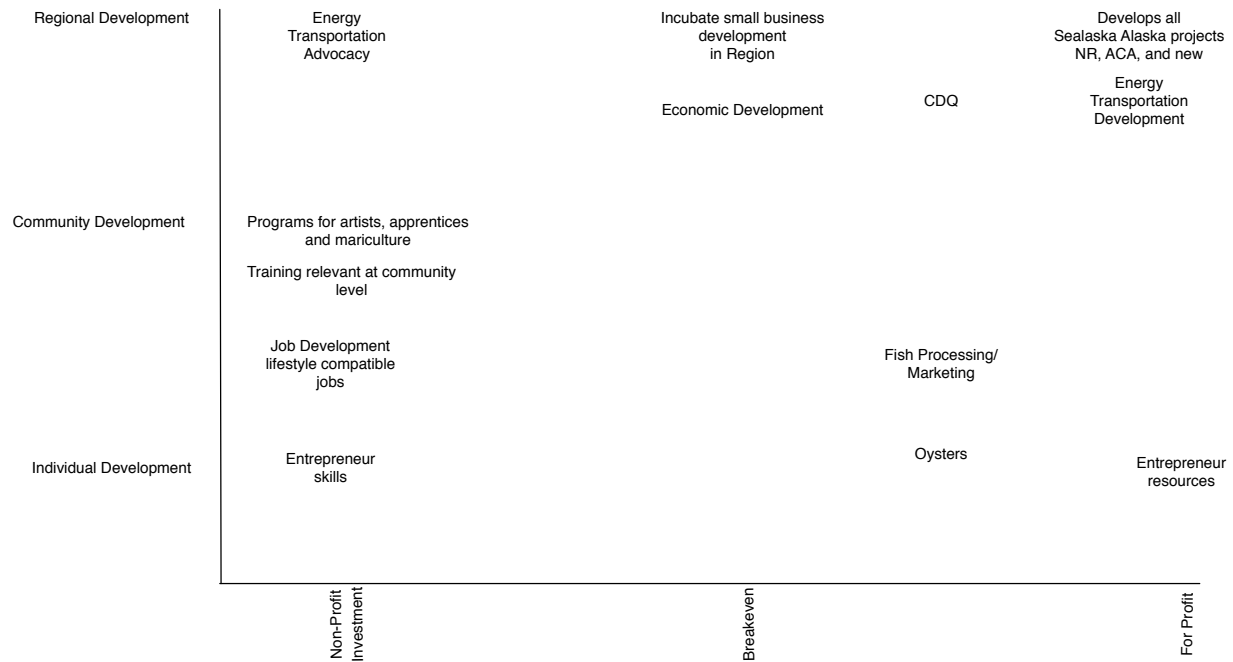 Regional Development
Energy
Transportation
Advocacy
Incubate small business
development
in Region
Develops all
Sealaska Alaska projects
NR, ACA, and new
Economic Development
CDQ
Energy
Transportation
Development
Community Development
Programs for artists, apprentices
and mariculture
Training relevant at community
level
Job Development
lifestyle compatible
jobs
Fish Processing/
Marketing
Individual Development
Entrepreneur
skills
Oysters
Entrepreneur
resources
Non-Profit
Investment
Breakeven
For Profit